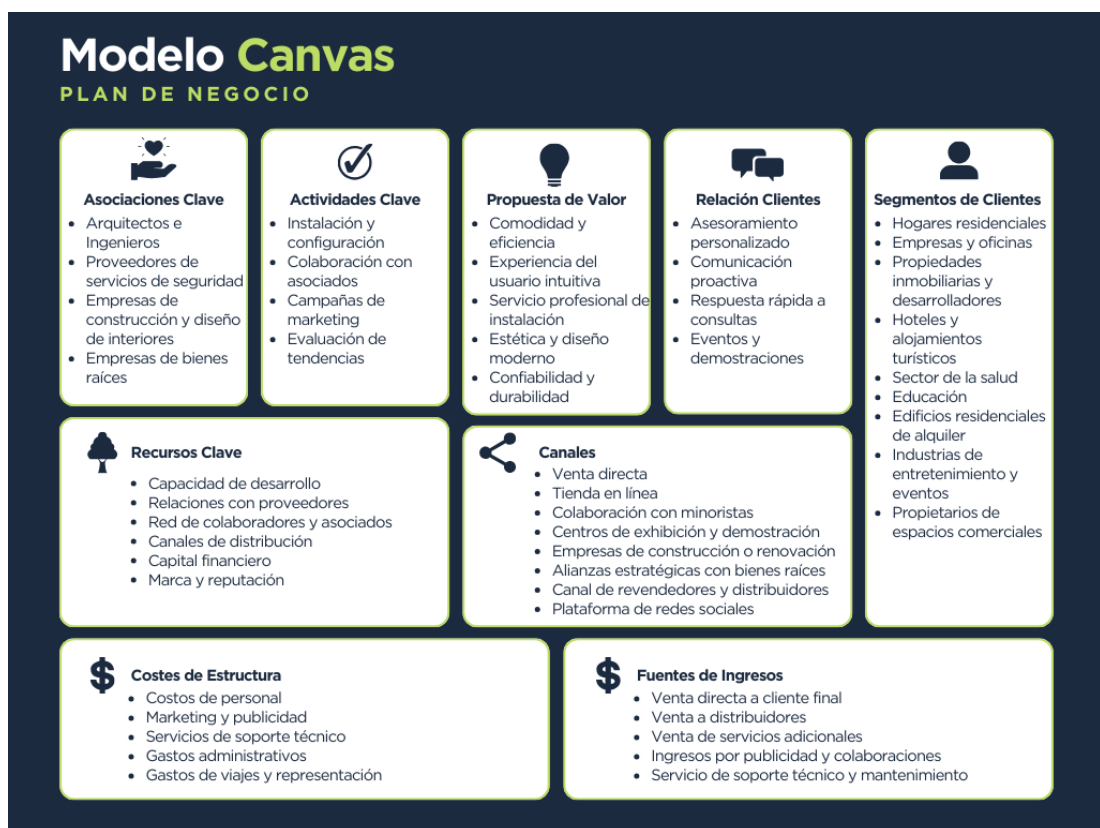 Modelo Canvas
PLAN DE NEGOCIO
Asociaciones Clave
• Arquitectos e
Ingenieros
• Proveedores de
servicios de seguridad
• Empresas de
construcción y diseño
de interiores
• Empresas de bienes
raíces
Actividades Clave
• Instalación y
configuración
• Colaboración con
asociados
• Campañas de
marketing
• Evaluación de
tendencias
Propuesta de Valor
• Comodidad y
eficiencia
• Experiencia del
usuario intuitiva
• Servicio profesional de
instalación
• Estética y diseño
moderno
• Confiabilidad y
durabilidad
Relación Clientes
• Asesoramiento
personalizado
• Comunicación
proactiva
• Respuesta rápida a
consultas
• Eventos y
demostraciones
Segmentos de Clientes
• Hogares residenciales
• Empresas y oficinas
• Propiedades
inmobiliarias y
desarrolladores
• Hoteles y
alojamientos
turísticos
• Sector de la salud
• Educación
• Edificios residenciales
de alquiler
• Industrias de
entretenimiento y
eventos
• Propietarios de
espacios comerciales
Recursos Clave
• Capacidad de desarrollo
• Relaciones con proveedores
• Red de colaboradores y asociados
• Canales de distribución
• Capital financiero
• Marca y reputación
Canales
• Venta directa
• Tienda en línea
• Colaboración con minoristas
• Centros de exhibición y demostración
• Empresas de construcción o renovación
• Alianzas estratégicas con bienes raíces
• Canal de revendedores y distribuidores
• Plataforma de redes sociales
Costes de Estructura
• Costos de personal
• Marketing y publicidad
• Servicios de soporte técnico
• Gastos administrativos
• Gastos de viajes y representación
Fuentes de Ingresos
• Venta directa a cliente final
• Venta a distribuidores
• Venta de servicios adicionales
• Ingresos por publicidad y colaboraciones
• Servicio de soporte técnico y mantenimiento